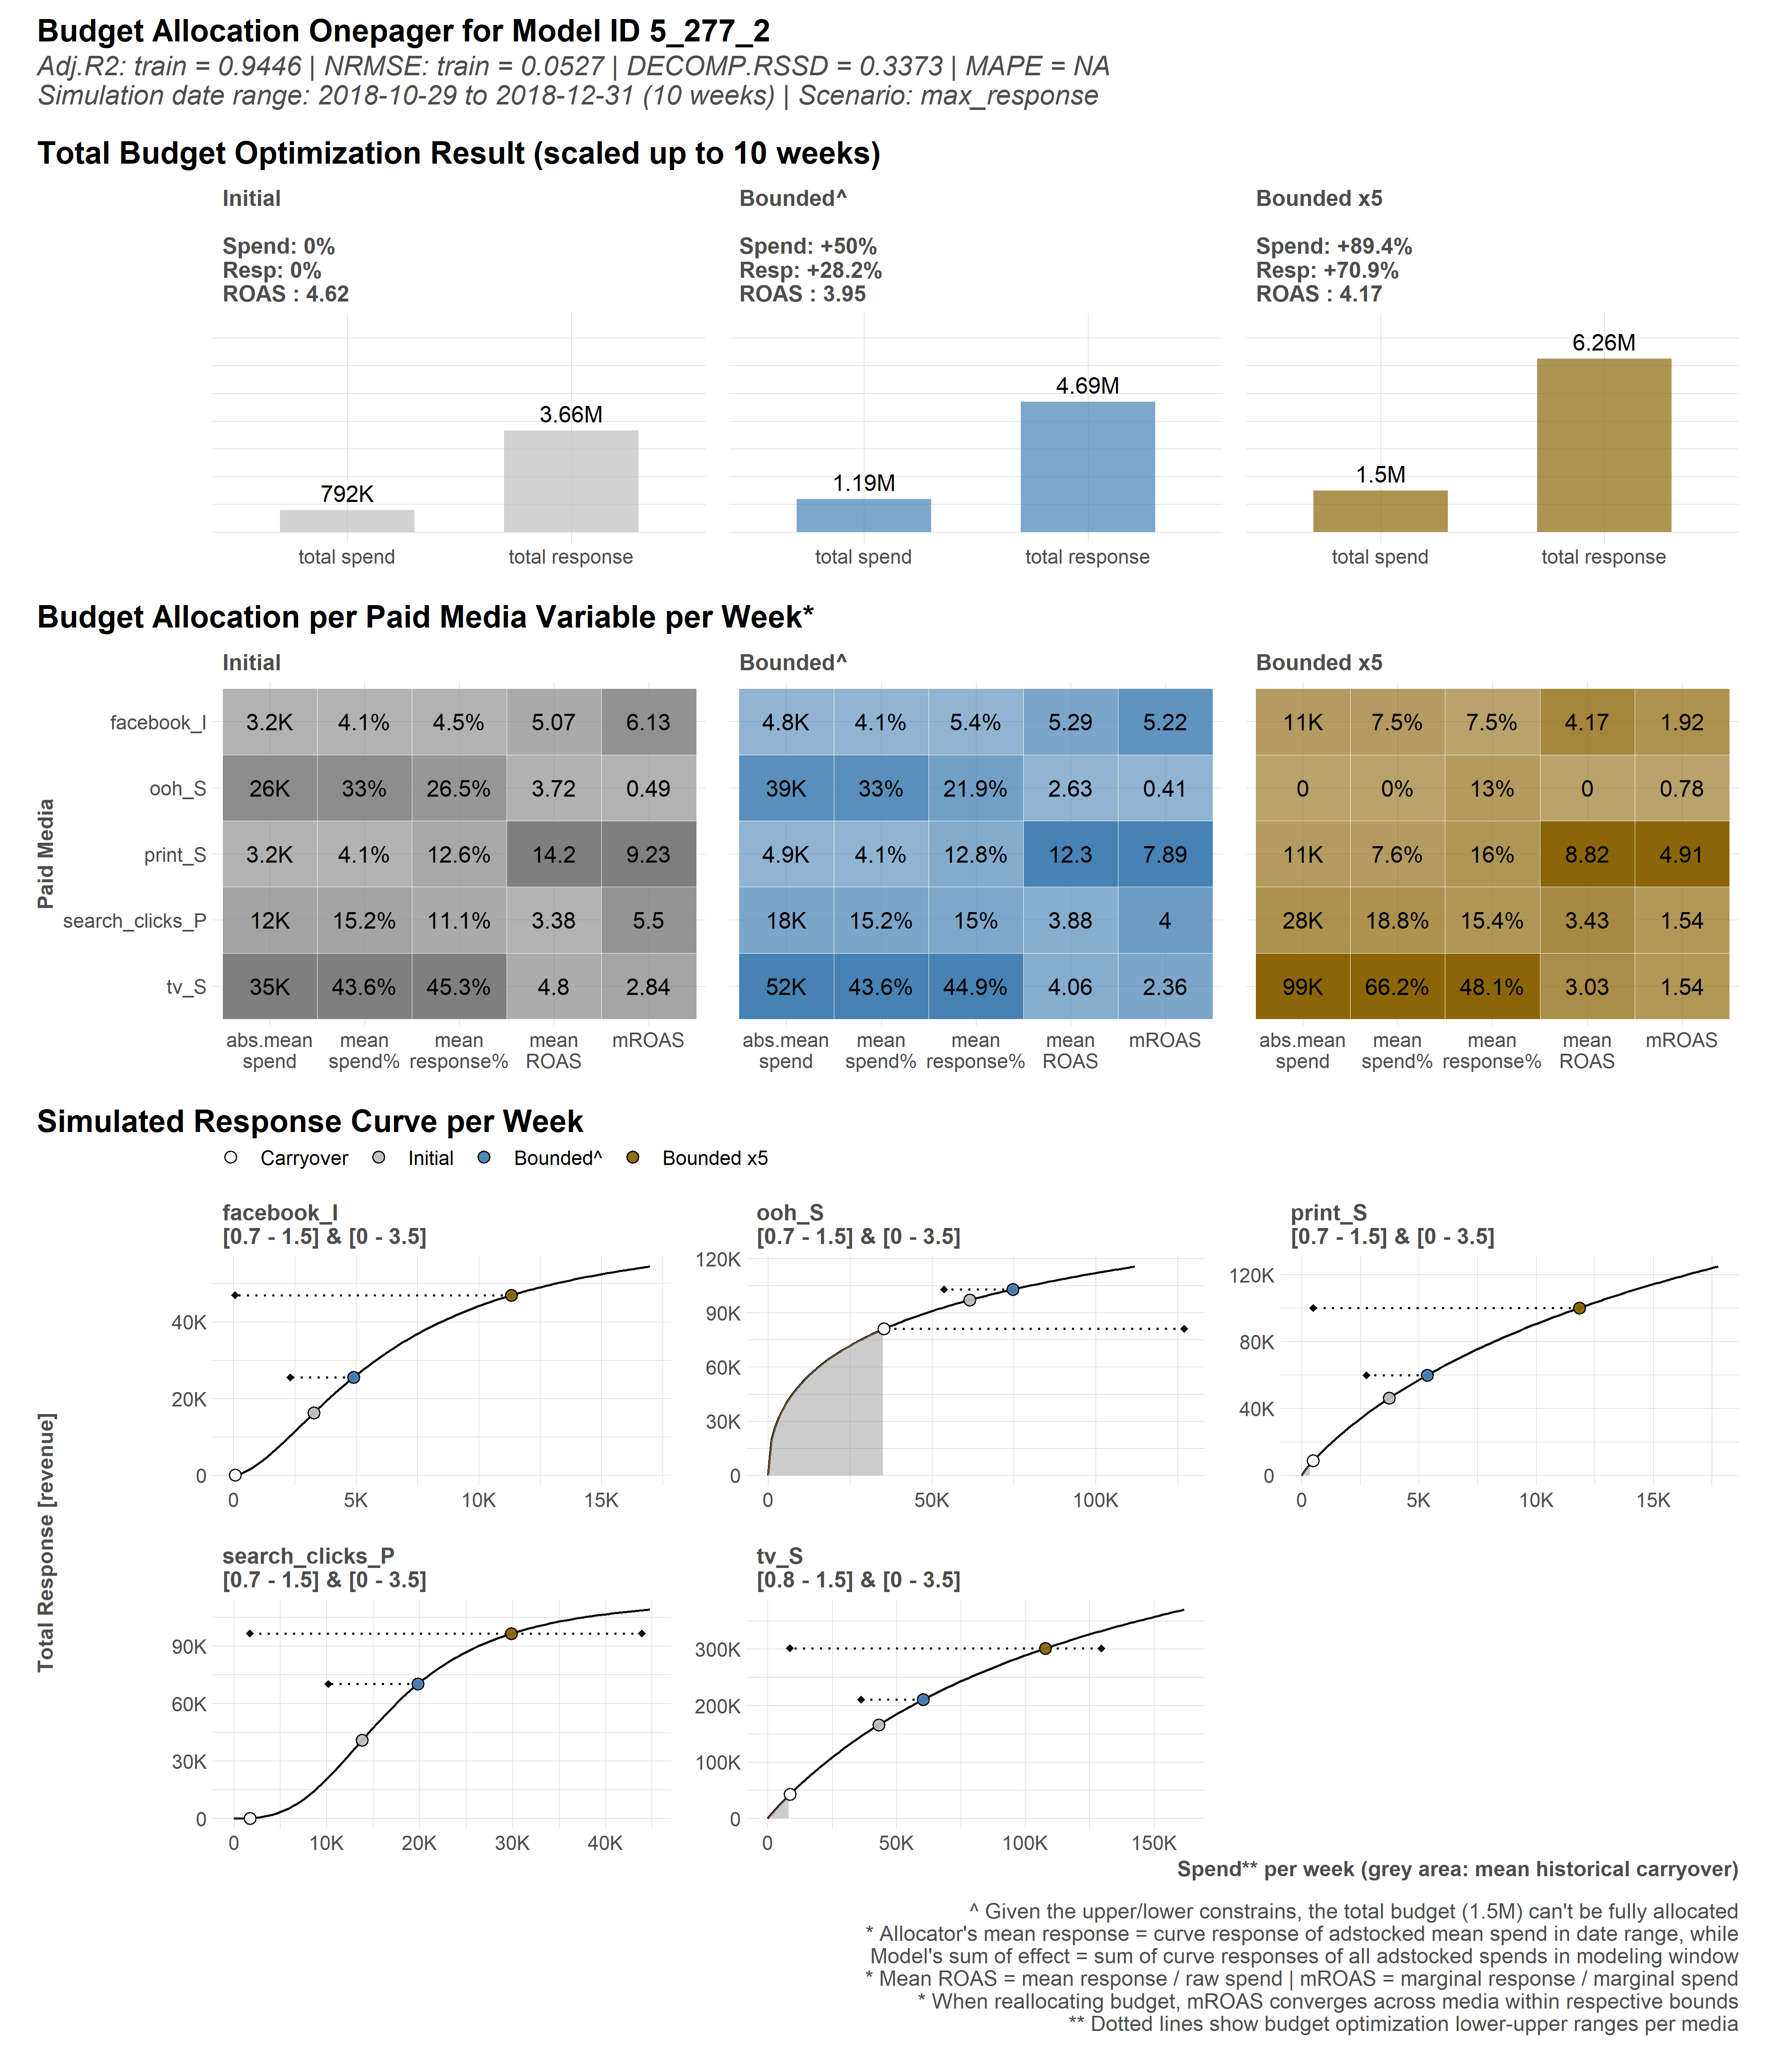 Budget Allocation Onepager for Model ID 5_277_2
Adj.R2: train = 0.9446 | NRMSE: train = 0.0527 | DECOMP.RSSD = 0.3373 | MAPE = NA
Simulation date range: 2018-10-29 to 2018-12-31 (10 weeks) | Scenario: max_response
Total Budget Optimization Result (scaled up to 10 weeks)
Initial
Spend: 0%
Resp: 0%
ROAS : 4.62
792K
3.66M
total spend
total response
Bounded^
Spend: +50%
Resp: +28.2%
ROAS : 3.95
1.19M
4.69M
total spend
total response
Bounded x5
Spend: +89.4%
Resp: +70.9%
ROAS : 4.17
1.5M
6.26M
total spend
total response
Budget Allocation per Paid Media Variable per Week*
Initial Bounded^ Bounded x5
Paid Media
facebook_I 3.2K 4.1% 4.5% 5.07 6.13 4.8K 4.1% 5.4% 5.29 5.22 11K 7.5% 7.5% 4.17 1.92
ooh_S 26K 33% 26.5% 3.72 0.49 39K 33% 21.9% 2.63 0.41 0 0% 13% 0 0.78
print_S 3.2K 4.1% 12.6% 14.2 9.23 4.9K 4.1% 12.8% 12.3 7.89 11K 7.6% 16% 8.82 4.91
search_clicks_P 12K 15.2% 11.1% 3.38 5.5 18K 15.2% 15% 3.88 4 28K 18.8% 15.4% 3.43 1.54
tv_S 35K 43.6% 45.3% 4.8 2.84 52K 43.6% 44.9% 4.06 2.36 99K 66.2% 48.1% 3.03 1.54
abs.mean mean mean mean mROAS abs.mean mean mean mean mROAS abs.mean mean mean mean mROAS
spend spend% response% ROAS spend spend% response% ROAS spend spend% response% ROAS
Simulated Response Curve per Week
Carryover Initial Bounded^ Bounded x5
Total Response [revenue]
facebook_I
[0.7 - 1.5] & [0 - 3.5]
40K
20K
0
0 5K 10K 15K
ooh_S
[0.7 - 1.5] & [0 - 3.5]
120K
90K
60K
30K
0
0 50K 100K
print_S
[0.7 - 1.5] & [0 - 3.5]
120K
80K
40K
0
0 5K 10K 15K
search_clicks_P
[0.7 - 1.5] & [0 - 3.5]
90K
60K
30K
0
0 10K 20K 30K 40K
tv_S
[0.8 - 1.5] & [0 - 3.5]
300K
200K
100K
0
0 50K 100K 150K
Spend** per week (grey area: mean historical carryover)
^ Given the upper/lower constrains, the total budget (1.5M) can't be fully allocated
* Allocator's mean response = curve response of adstocked mean spend in date range, while
Model's sum of effect = sum of curve responses of all adstocked spends in modeling window
* Mean ROAS = mean response / raw spend | mROAS = marginal response / marginal spend
* When reallocating budget, mROAS converges across media within respective bounds
** Dotted lines show budget optimization lower-upper ranges per media